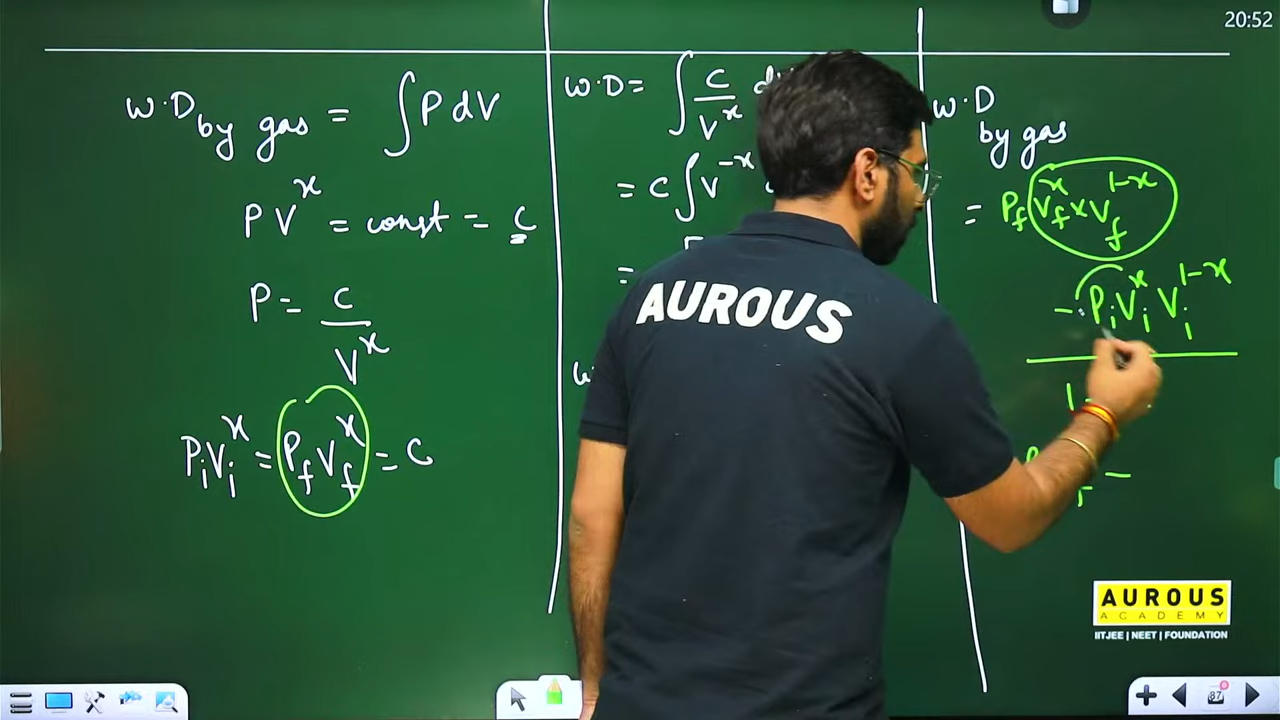 20:52
W.D by gas = ∫ P dV
PV^x = const = c
P = c / V^x
PiVi^x = PfVf^x = c
W.D = ∫ c / V^x
= c ∫ V^-x
=
W.D by gas
= Pf Vf^x × Vf^1-x
- Pi Vi^x Vi^1-x
AUROUS
AUROUS
ACADEMY
IITJEE | NEET | FOUNDATION
87